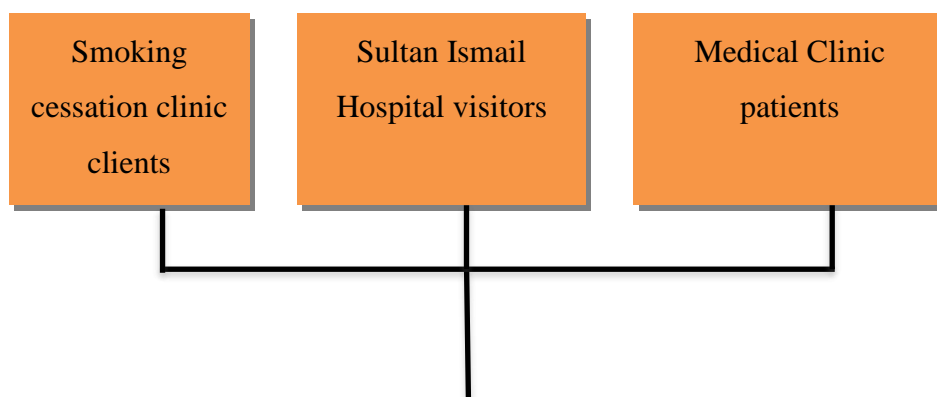 Smoking
cessation clinic
clients
Sultan Ismail
Hospital visitors
Medical Clinic
patients